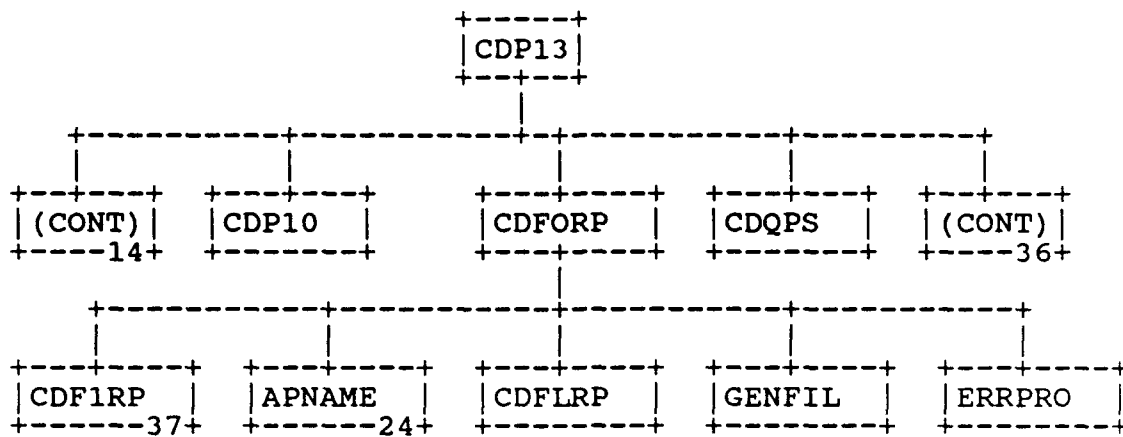 CDP13
(CONT) CDP10 CDFORP CDQPS (CONT)
14 36
CDF1RP APNAME CDFLRP GENFIL ERRPRO
37 24